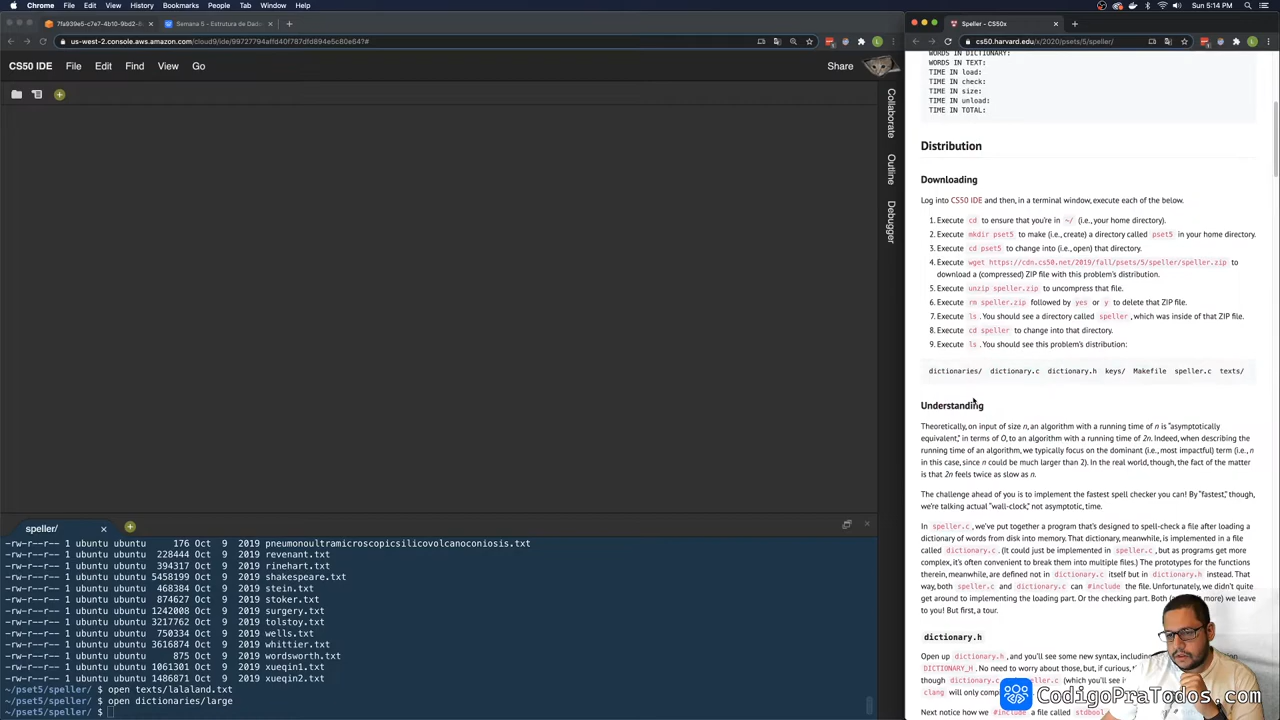 Chrome File Edit View History Bookmarks People Tab Window Help
Sun 5:14 PM
7fa939e5-c7e7-4b10-9bd2-8
Semana 5 - Estrutura de Dado
us-west-2.console.aws.amazon.com/cloud9/ide/99727794affd40f787dfd894e5c80e64?#
CS50 IDE File Edit Find View Go Share
Collaborate
Outline
Debugger
speller/
-rw-r--r-- 1 ubuntu ubuntu 176 Oct 9 2019 pneumonoultramicroscopicsilicovolcanoconiosis.txt
-rw-r--r-- 1 ubuntu ubuntu 228444 Oct 9 2019 revenant.txt
-rw-r--r-- 1 ubuntu ubuntu 394317 Oct 9 2019 rinehart.txt
-rw-r--r-- 1 ubuntu ubuntu 5458199 Oct 9 2019 shakespeare.txt
-rw-r--r-- 1 ubuntu ubuntu 468384 Oct 9 2019 stein.txt
-rw-r--r-- 1 ubuntu ubuntu 874627 Oct 9 2019 stoker.txt
-rw-r--r-- 1 ubuntu ubuntu 1242008 Oct 9 2019 surgery.txt
-rw-r--r-- 1 ubuntu ubuntu 3217762 Oct 9 2019 tolstoy.txt
-rw-r--r-- 1 ubuntu ubuntu 750334 Oct 9 2019 wells.txt
-rw-r--r-- 1 ubuntu ubuntu 3616874 Oct 9 2019 whittier.txt
-rw-r--r-- 1 ubuntu ubuntu 875 Oct 9 2019 wordsworth.txt
-rw-r--r-- 1 ubuntu ubuntu 1061301 Oct 9 2019 xueqin1.txt
-rw-r--r-- 1 ubuntu ubuntu 1486871 Oct 9 2019 xueqin2.txt
~/pset5/speller/ $ open texts/lalaland.txt
~/pset5/speller/ $ open dictionaries/large
~/pset5/speller/ $
Speller - CS50x
cs50.harvard.edu/x/2020/psets/5/speller/
WORDS IN DICTIONARY:
WORDS IN TEXT:
TIME IN load:
TIME IN check:
TIME IN size:
TIME IN unload:
TIME IN TOTAL:
Distribution
Downloading
Log into CS50 IDE and then, in a terminal window, execute each of the below.
1. Execute cd to ensure that you're in ~/ (i.e., your home directory).
2. Execute mkdir pset5 to make (i.e., create) a directory called pset5 in your home directory.
3. Execute cd pset5 to change into (i.e., open) that directory.
4. Execute wget https://cdn.cs50.net/2019/fall/psets/5/speller/speller.zip to
download a (compressed) ZIP file with this problem's distribution.
5. Execute unzip speller.zip to uncompress that file.
6. Execute rm speller.zip followed by yes or y to delete that ZIP file.
7. Execute ls. You should see a directory called speller, which was inside of that ZIP file.
8. Execute cd speller to change into that directory.
9. Execute ls. You should see this problem's distribution:
dictionaries/ dictionary.c dictionary.h keys/ Makefile speller.c texts/
Understanding
Theoretically, on input of size n, an algorithm with a running time of n is "asymptotically
equivalent," in terms of O, to an algorithm with a running time of 2n. Indeed, when describing the
running time of an algorithm, we typically focus on the dominant (i.e., most impactful) term (i.e., n
in this case, since n could be much larger than 2). In the real world, though, the fact of the matter
is that 2n feels twice as slow as n.
The challenge ahead of you is to implement the fastest spell checker you can! By "fastest," though,
we're talking actual "wall-clock," not asymptotic, time.
In speller.c, we've put together a program that's designed to spell-check a file after loading a
dictionary of words from disk into memory. That dictionary, meanwhile, is implemented in a file
called dictionary.c. (It could just be implemented in speller.c, but as programs get more
complex, it's often convenient to break them into multiple files.) The prototypes for the functions
therein, meanwhile, are defined not in dictionary.c itself but in dictionary.h instead. That
way, both speller.c and dictionary.c can #include the file. Unfortunately, we didn't quite
get around to implementing the loading part. Or the checking part. Both (a more) we leave
to you! But first, a tour.
dictionary.h
Open up dictionary.h, and you'll see some new syntax, including
DICTIONARY_H. No need to worry about those, but, if curious,
though dictionary.c (which you'll see
clang will only comp
Next notice how we #include a file called stdbool.
CodigoPraTodos.com